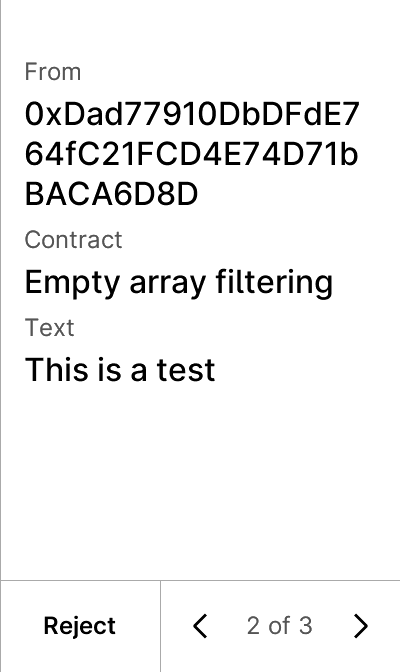 From
0xDad77910DbDFdE7
64fC21FCD4E74D71b
BACA6D8D
Contract
Empty array filtering
Text
This is a test
Reject
2 of 3